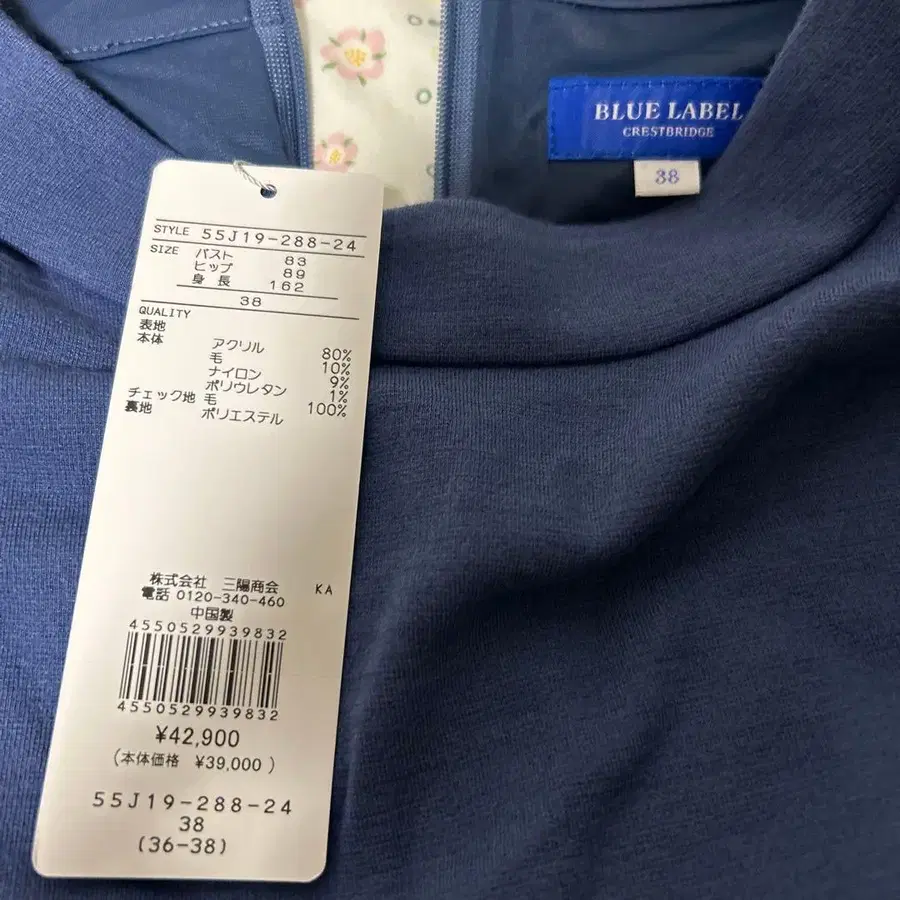 BLUE LABEL
CRESTBRIDGE
38
STYLE 55J19-288-24
SIZE バスト 83
ヒップ 89
身長 162
38
QUALITY
表地
本体 アクリル 80%
毛 10%
ナイロン 9%
ポリウレタン 1%
チェック地 毛 100%
裏地 ポリエステル
株式会社 三陽商会 KA
電話 0120-340-460
中国製
4550529939832
4550529939832
¥42,900
(本体価格 ¥39,000)
55J19-288-24
38
(36-38)